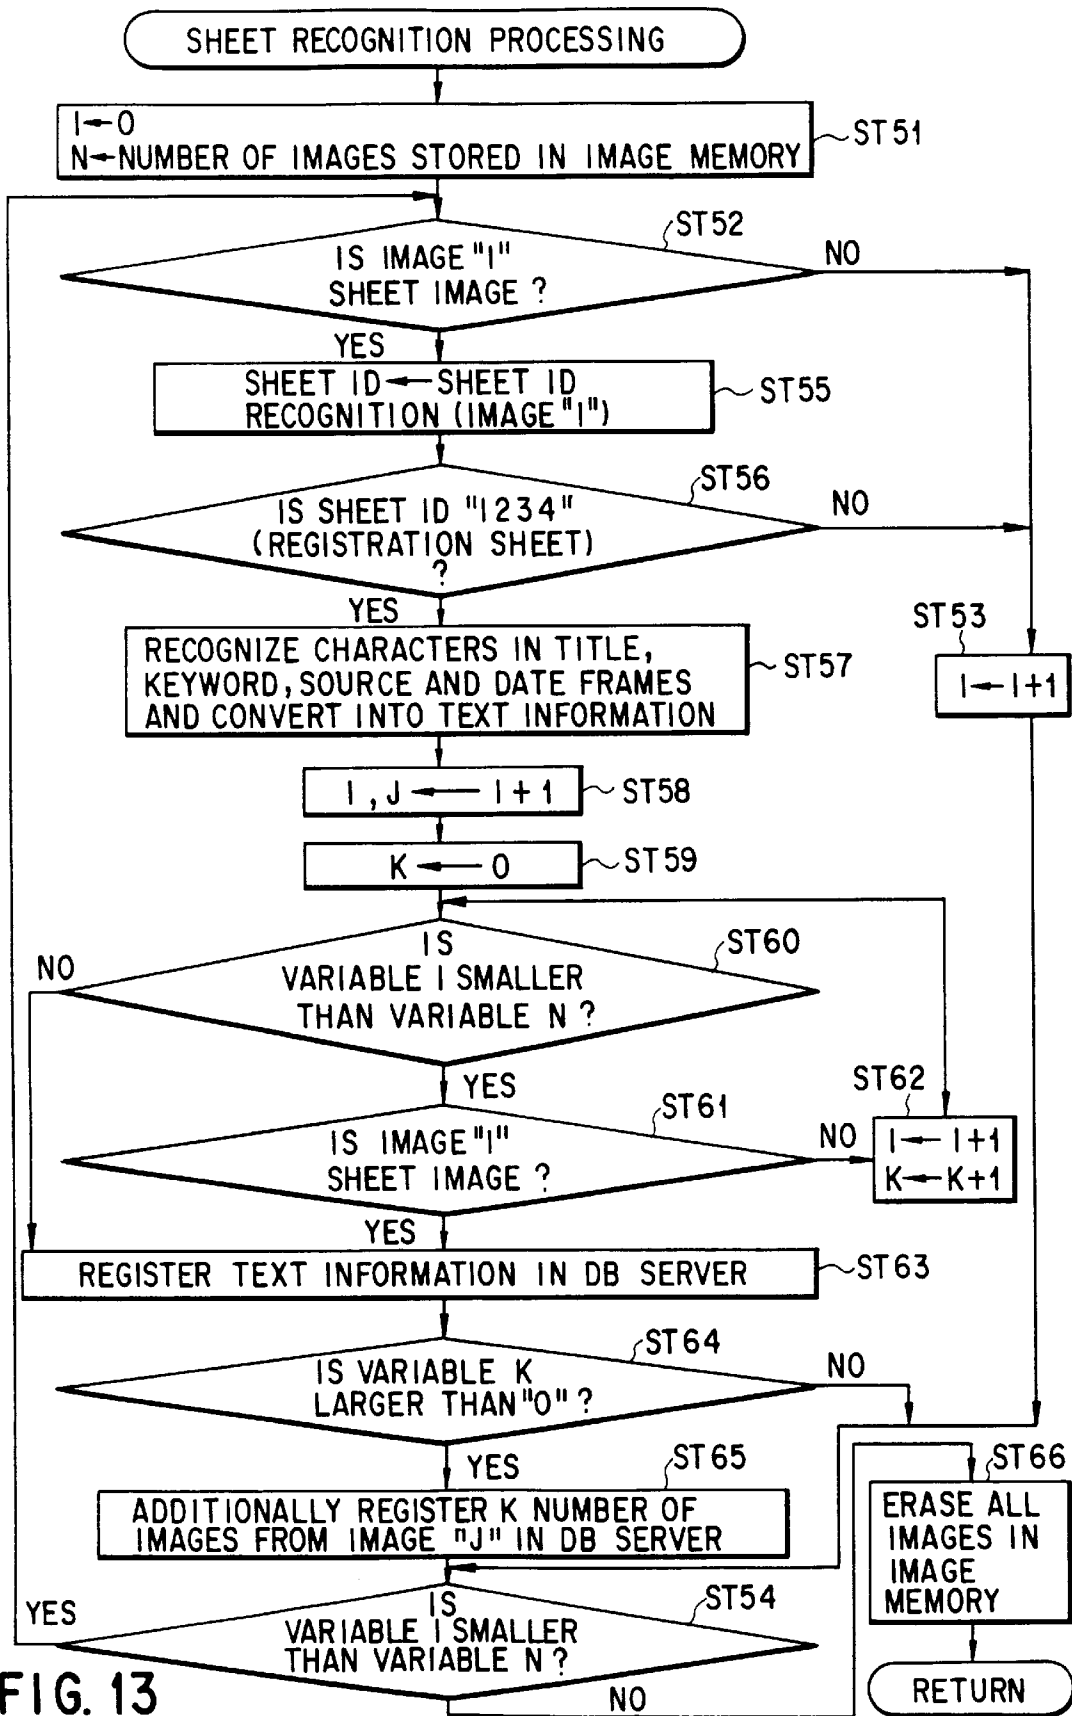 SHEET RECOGNITION PROCESSING
I←0
N←NUMBER OF IMAGES STORED IN IMAGE MEMORY
ST51
ST52
IS IMAGE "I"
SHEET IMAGE ?
NO
YES
SHEET ID←SHEET ID
RECOGNITION (IMAGE "I")
ST55
ST56
IS SHEET ID "1234"
(REGISTRATION SHEET)
?
NO
YES
ST53
I←I+1
RECOGNIZE CHARACTERS IN TITLE,
KEYWORD, SOURCE AND DATE FRAMES
AND CONVERT INTO TEXT INFORMATION
ST57
I, J ← I+1
ST58
K ← 0
ST59
IS
VARIABLE I SMALLER
THAN VARIABLE N ?
ST60
NO
YES
ST61
IS IMAGE "I"
SHEET IMAGE ?
NO
ST62
I ← I+1
K ← K+1
YES
REGISTER TEXT INFORMATION IN DB SERVER
ST63
ST64
IS VARIABLE K
LARGER THAN "0" ?
NO
YES
ST65
ADDITIONALLY REGISTER K NUMBER OF
IMAGES FROM IMAGE "J" IN DB SERVER
ST66
ERASE ALL
IMAGES IN
IMAGE
MEMORY
ST54
IS
VARIABLE I SMALLER
THAN VARIABLE N ?
YES
NO
RETURN
FIG. 13